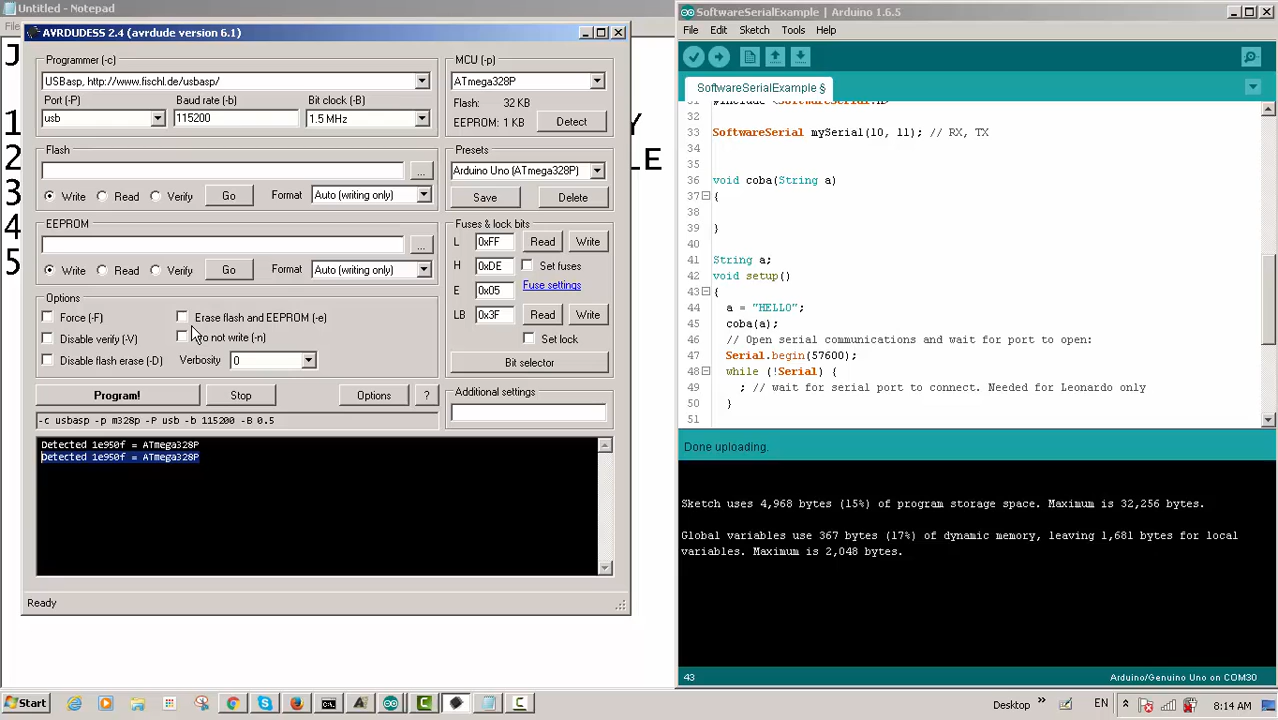 Untitled - Notepad
Fi
J
1
2
3
4
5
Y
LE
AVRDUDESS 2.4 (avrdude version 6.1)
Programmer (-c)
USBasp, http://www.fischl.de/usbasp/
Port (-P) Baud rate (-b) Bit clock (-B)
usb 115200 1.5 MHz
MCU (-p)
ATmega328P
Flash: 32 KB
EEPROM: 1 KB Detect
Flash
...
Write Read Verify Go Format Auto (writing only)
Presets
Arduino Uno (ATmega328P)
Save Delete
EEPROM
...
Write Read Verify Go Format Auto (writing only)
Fuses & lock bits
L 0xFF Read Write
H 0xDE Set fuses
E 0x05 Fuse settings
LB 0x3F Read Write
Set lock
Bit selector
Options
Force (-F) Erase flash and EEPROM (-e)
Disable verify (-V) Do not write (-n)
Disable flash erase (-D) Verbosity 0
Program! Stop Options ?
Additional settings
-c usbasp -p m328p -P usb -b 115200 -B 0.5
Detected 1e950f = ATmega328P
Detected 1e950f = ATmega328P
Ready
SoftwareSerialExample | Arduino 1.6.5
File Edit Sketch Tools Help
SoftwareSerialExample §
31 #include <SoftwareSerial.h>
32
33 SoftwareSerial mySerial(10, 11); // RX, TX
34
35
36 void coba(String a)
37 {
38
39 }
40
41 String a;
42 void setup()
43 {
44 a = "HELLO";
45 coba(a);
46 // Open serial communications and wait for port to open:
47 Serial.begin(57600);
48 while (!Serial) {
49 ; // wait for serial port to connect. Needed for Leonardo only
50 }
51
Done uploading.
Sketch uses 4,968 bytes (15%) of program storage space. Maximum is 32,256 bytes.
Global variables use 367 bytes (17%) of dynamic memory, leaving 1,681 bytes for local
variables. Maximum is 2,048 bytes.
43 Arduino/Genuino Uno on COM30
Start Desktop » EN 8:14 AM